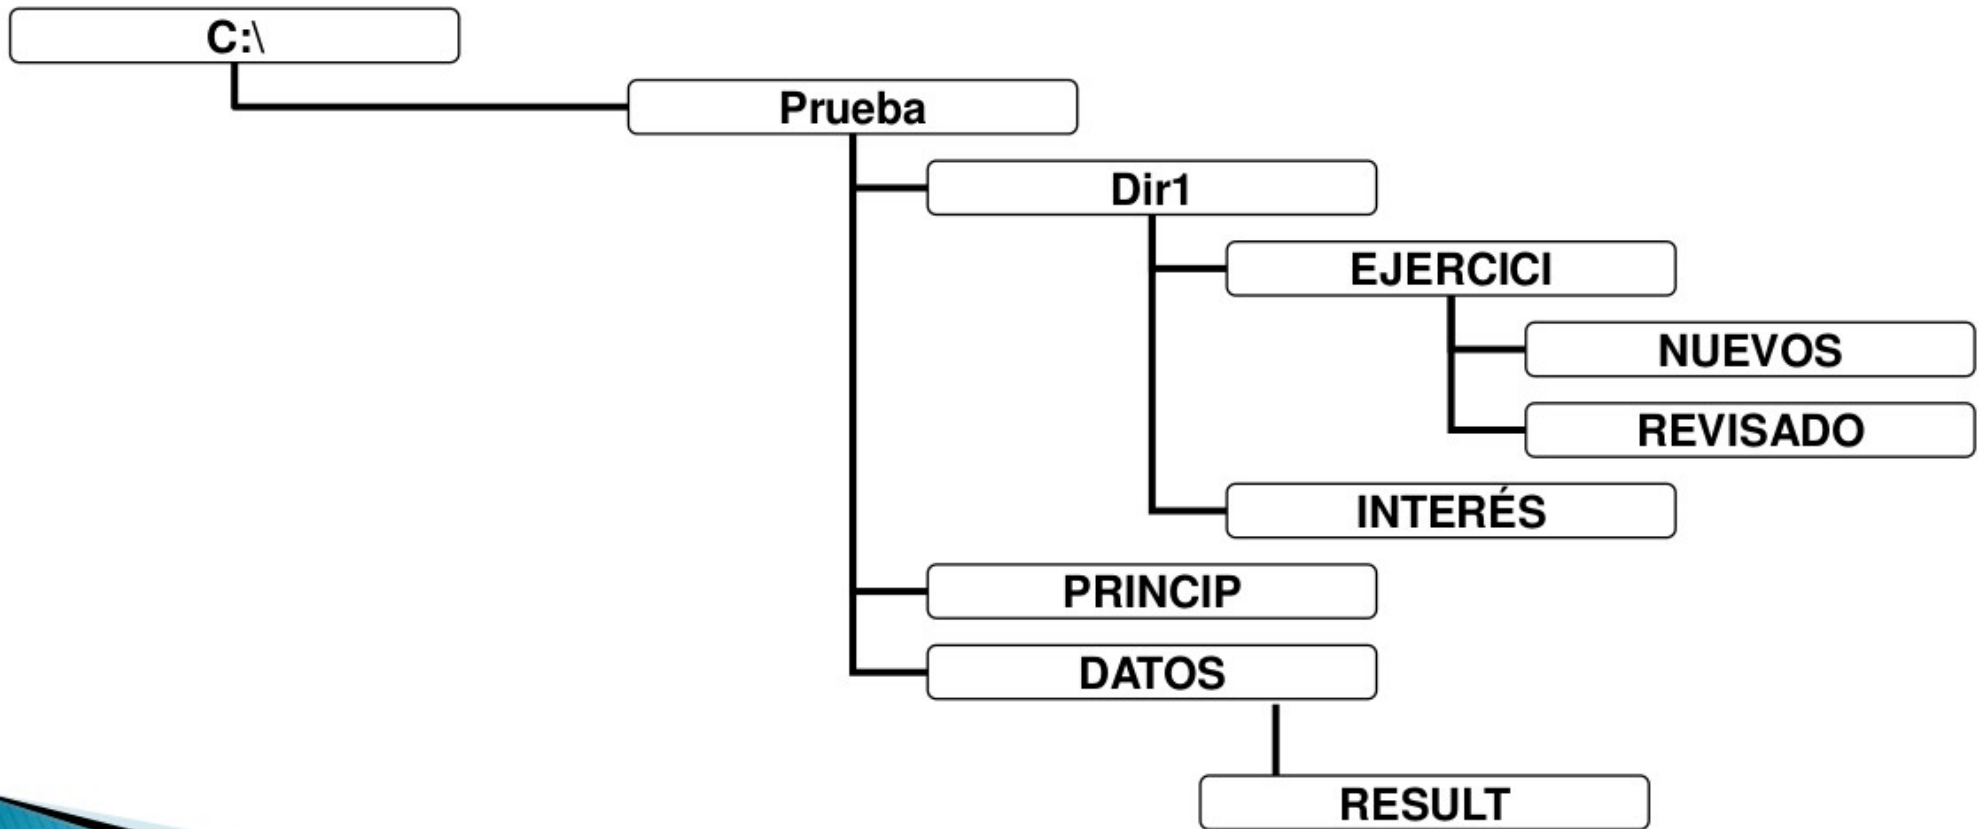 C:\
Prueba
Dir1
EJERCICI
NUEVOS
REVISADO
INTERÉS
PRINCIP
DATOS
RESULT